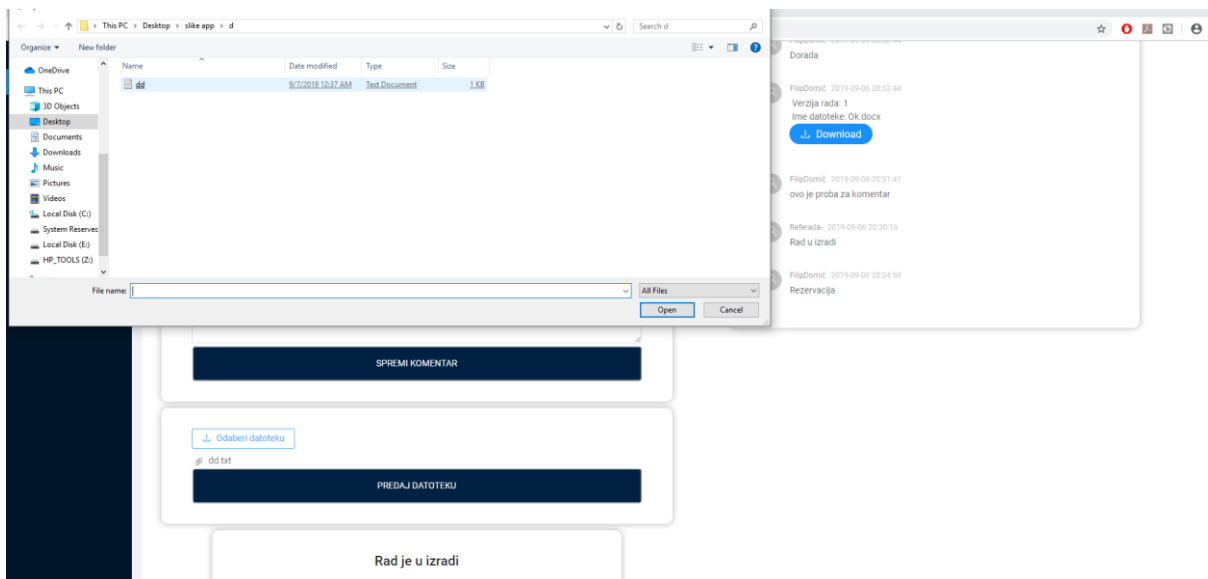 This PC > Desktop > slike app > d
Search d
Organize
New folder
OneDrive
This PC
3D Objects
Desktop
Documents
Downloads
Music
Pictures
Videos
Local Disk (C:)
System Reserved
Local Disk (E:)
HP_TOOLS (Z:)
Name Date modified Type Size
dd 9/7/2019 12:37 AM Text Document 1 KB
File name:
All Files
Open Cancel
Dorada
FilipDomić 2019-09-06 20:52:44
Verzija rada: 1
Ime datoteke: Ok.docx
Download
FilipDomić 2019-09-06 20:31:41
ovo je proba za komentar
Referada- 2019-09-06 20:30:15
Rad u izradi
FilipDomić 2019-09-06 20:24:59
Rezervacija
SPREMI KOMENTAR
Odaberi datoteku
dd.txt
PREDAJ DATOTEKU
Rad je u izradi